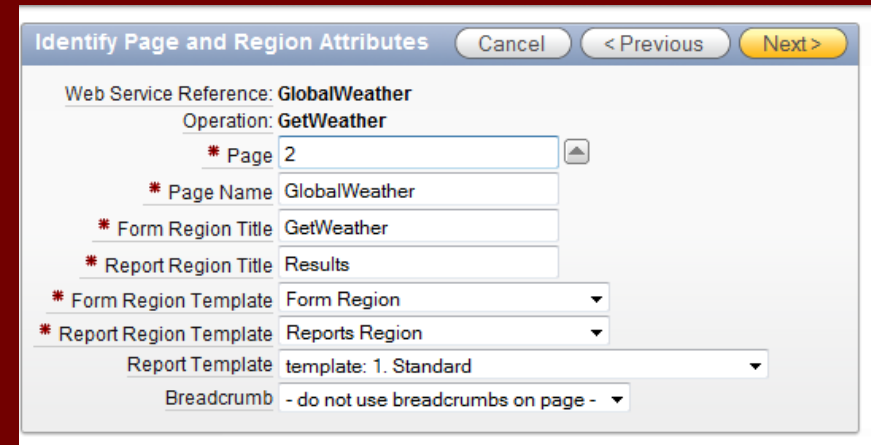 Identify Page and Region Attributes Cancel < Previous Next >
Web Service Reference: GlobalWeather
Operation: GetWeather
* Page 2
* Page Name GlobalWeather
* Form Region Title GetWeather
* Report Region Title Results
* Form Region Template Form Region
* Report Region Template Reports Region
Report Template template: 1. Standard
Breadcrumb - do not use breadcrumbs on page -